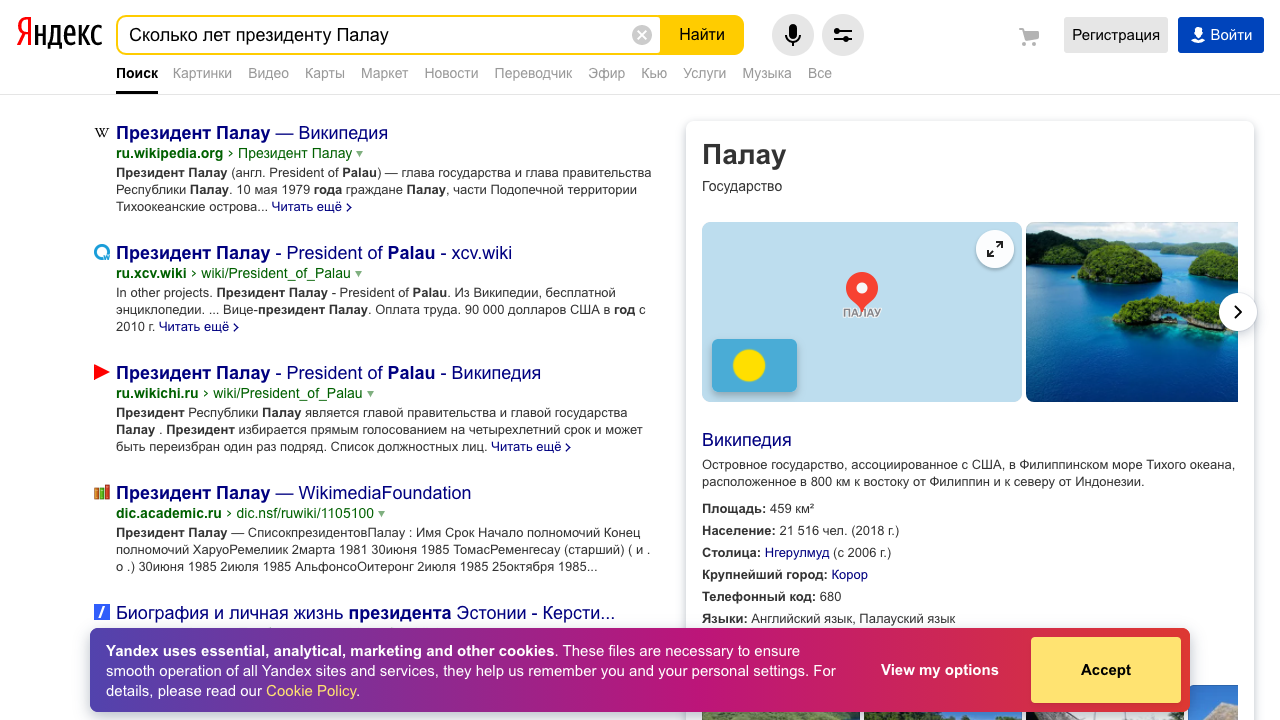 Яндекс
Сколько лет президенту Палау
Найти
Регистрация
Войти
Поиск Картинки Видео Карты Маркет Новости Переводчик Эфир Кью Услуги Музыка Все
Президент Палау — Википедия
ru.wikipedia.org › Президент Палау
Президент Палау (англ. President of Palau) — глава государства и глава правительства
Республики Палау. 10 мая 1979 года граждане Палау, части Подопечной территории
Тихоокеанские острова... Читать ещё >
Президент Палау - President of Palau - xcv.wiki
ru.xcv.wiki › wiki/President_of_Palau
In other projects. Президент Палау - President of Palau. Из Википедии, бесплатной
энциклопедии. ... Вице-президент Палау. Оплата труда. 90 000 долларов США в год с
2010 г. Читать ещё >
Президент Палау - President of Palau - Википедия
ru.wikichi.ru › wiki/President_of_Palau
Президент Республики Палау является главой правительства и главой государства
Палау . Президент избирается прямым голосованием на четырехлетний срок и может
быть переизбран один раз подряд. Список должностных лиц. Читать ещё >
Президент Палау — WikimediaFoundation
dic.academic.ru › dic.nsf/ruwiki/1105100
Президент Палау — СписокпрезидентовПалау : Имя Срок Начало полномочий Конец
полномочий ХаруоРемелиик 2марта 1981 30июня 1985 ТомасРеменгесау (старший) ( и .
о .) 30июня 1985 2июля 1985 АльфонсоОитеронг 2июля 1985 25октября 1985...
Биография и личная жизнь президента Эстонии - Керсти...
Палау
Государство
ПАЛАУ
Википедия
Островное государство, ассоциированное с США, в Филиппинском море Тихого океана,
расположенное в 800 км к востоку от Филиппин и к северу от Индонезии.
Площадь: 459 км²
Население: 21 516 чел. (2018 г.)
Столица: Нгерулмуд (с 2006 г.)
Крупнейший город: Корор
Телефонный код: 680
Языки: Английский язык, Палауский язык
Yandex uses essential, analytical, marketing and other cookies. These files are necessary to ensure
smooth operation of all Yandex sites and services, they help us remember you and your personal settings. For
details, please read our Cookie Policy.
View my options
Accept